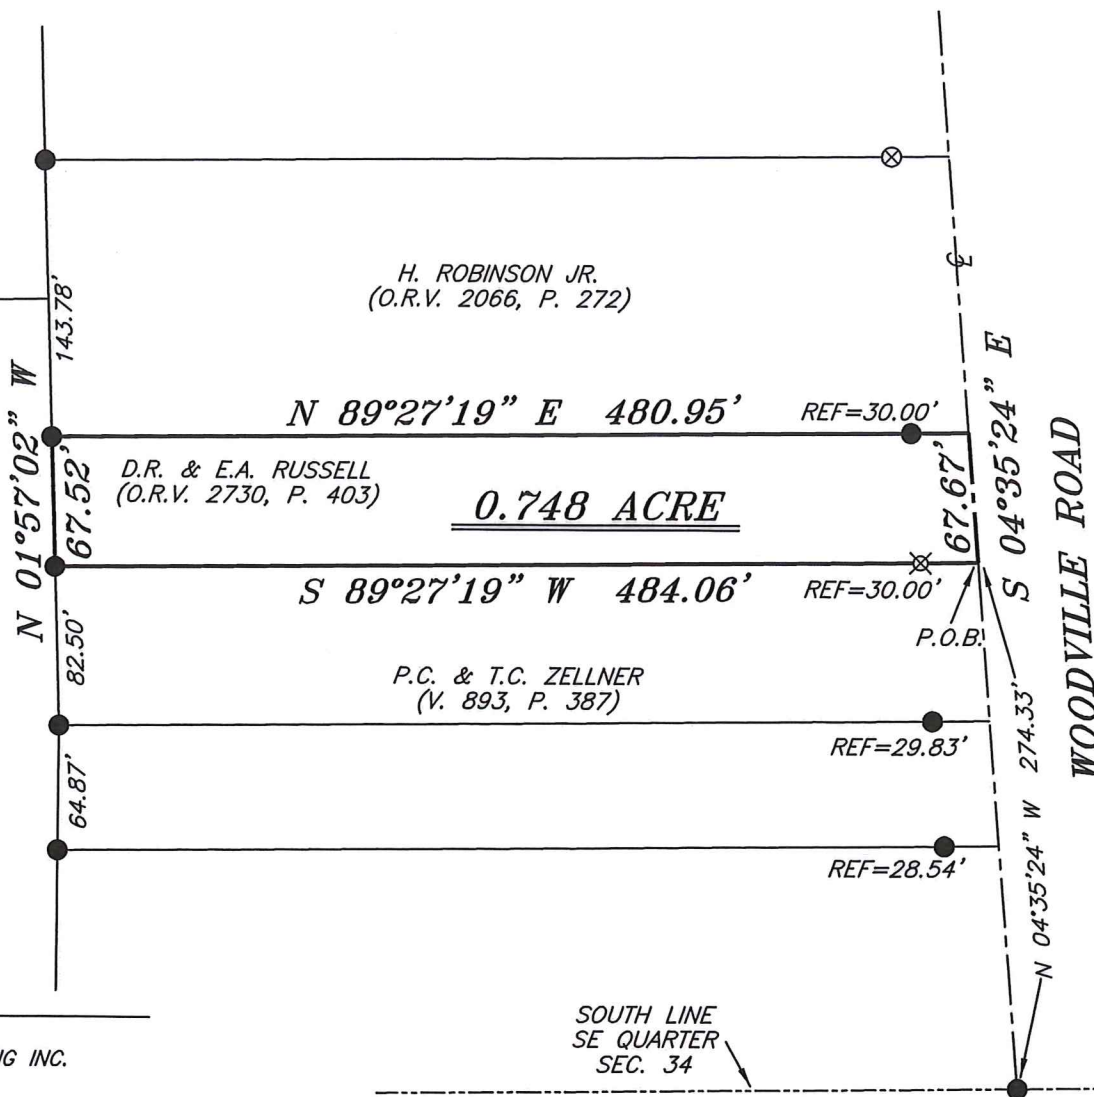 H. ROBINSON JR.
(O.R.V. 2066, P. 272)
143.78'
℄
N 01°57'02" W
67.52'
N 89°27'19" E 480.95'
REF=30.00'
D.R. & E.A. RUSSELL
(O.R.V. 2730, P. 403)
0.748 ACRE
67.67'
S 04°35'24" E
WOODVILLE ROAD
S 89°27'19" W 484.06'
REF=30.00'
P.O.B.
82.50'
P.C. & T.C. ZELLNER
(V. 893, P. 387)
REF=29.83'
N 04°35'24" W 274.33'
64.87'
REF=28.54'
SOUTH LINE
SE QUARTER
SEC. 34
INC.